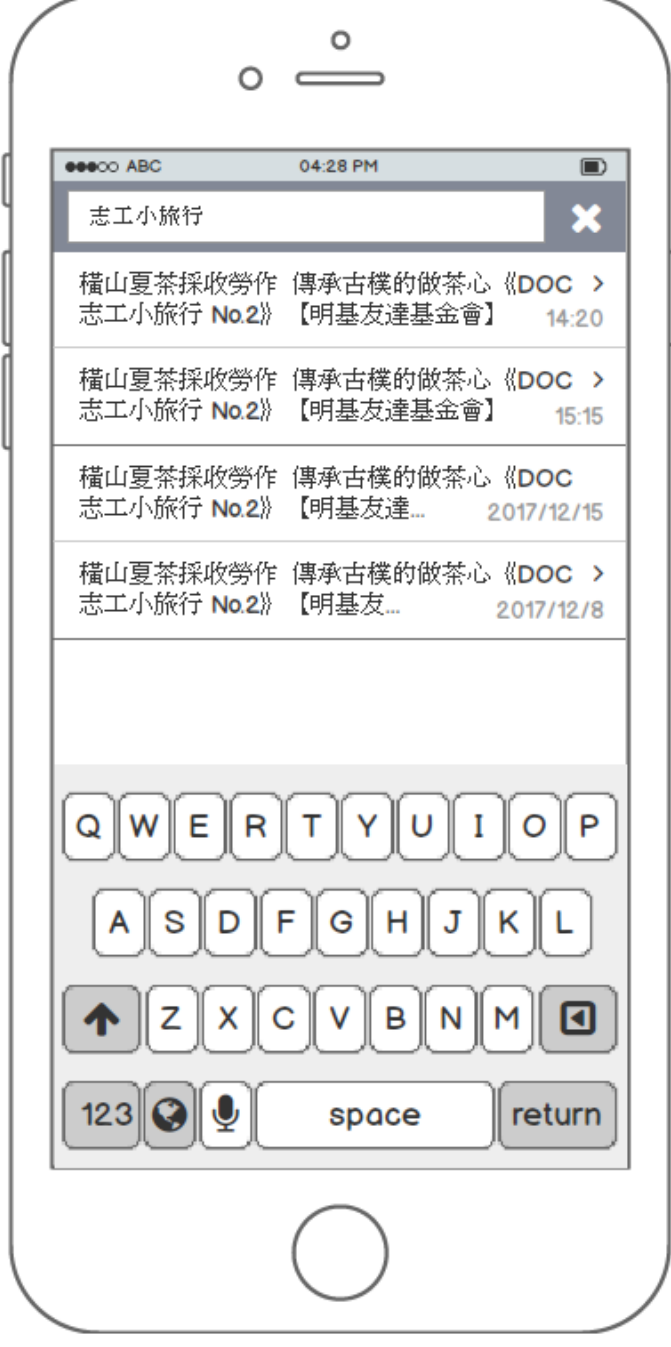 ABC 04:28 PM
志工小旅行
橫山夏茶採收勞作 傳承古樸的做茶心《DOC >
志工小旅行 No.2》【明基友達基金會】 14:20
橫山夏茶採收勞作 傳承古樸的做茶心《DOC >
志工小旅行 No.2》【明基友達基金會】 15:15
橫山夏茶採收勞作 傳承古樸的做茶心《DOC
志工小旅行 No.2》【明基友達... 2017/12/15
橫山夏茶採收勞作 傳承古樸的做茶心《DOC >
志工小旅行 No.2》【明基友... 2017/12/8
Q W E R T Y U I O P
A S D F G H J K L
Z X C V B N M
123 space return